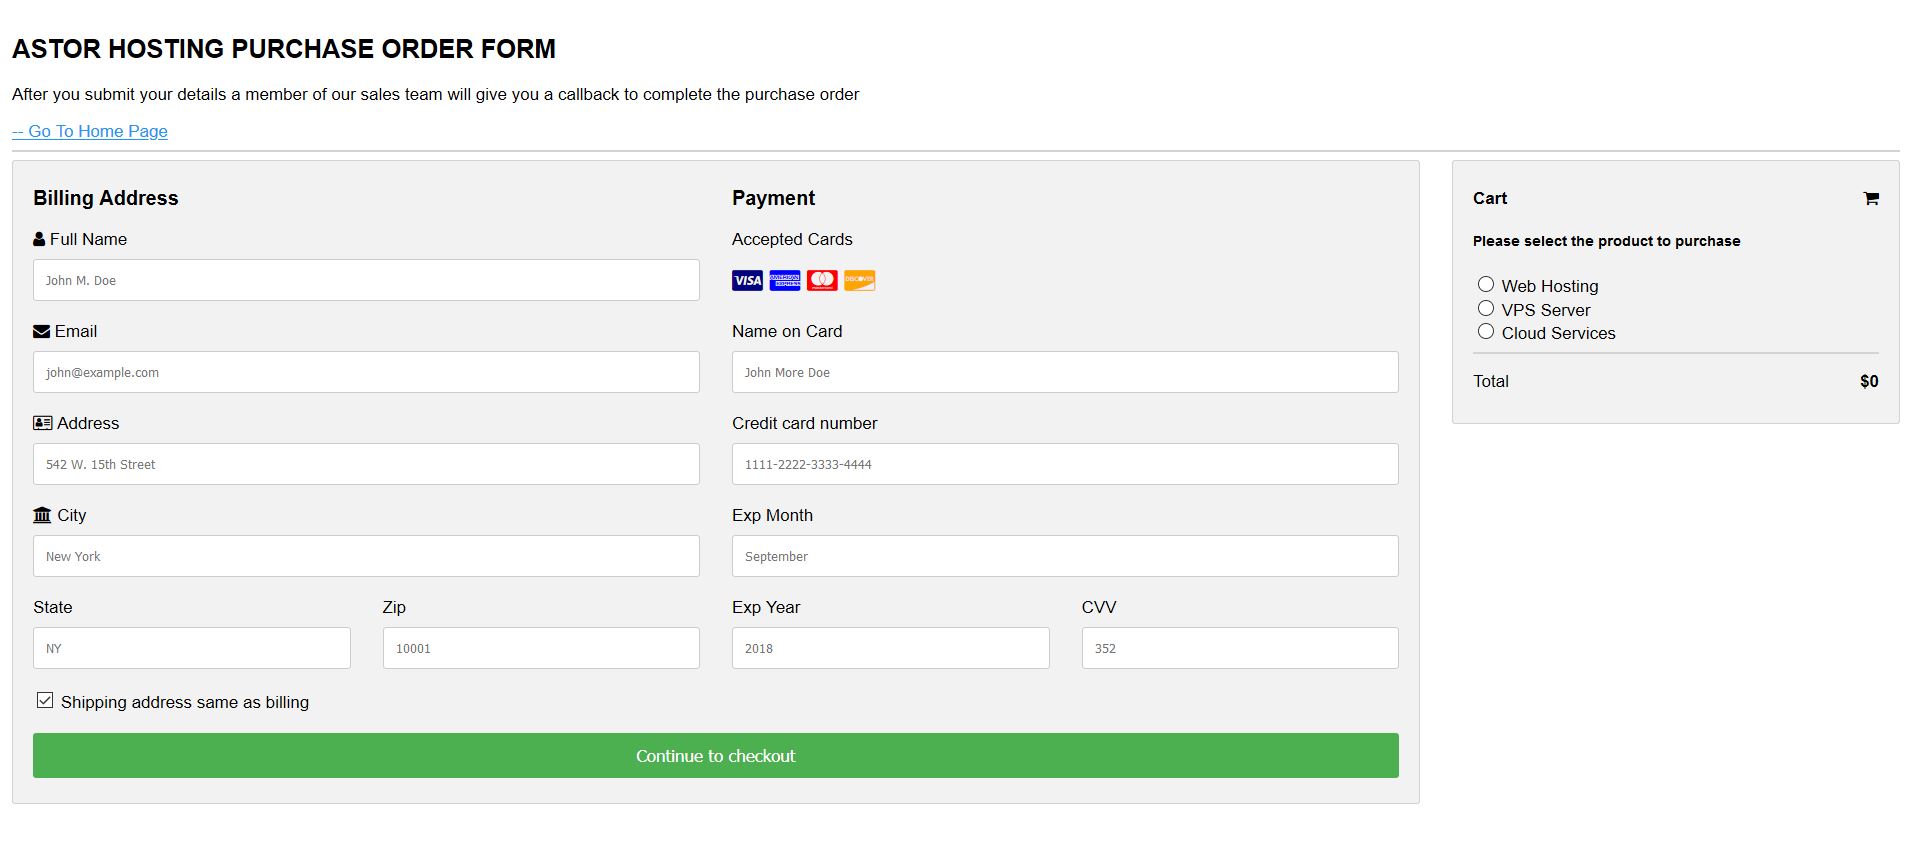 ASTOR HOSTING PURCHASE ORDER FORM
After you submit your details a member of our sales team will give you a callback to complete the purchase order
-- Go To Home Page
Billing Address
Full Name
John M. Doe
Email
john@example.com
Address
542 W. 15th Street
City
New York
State Zip
NY 10001
Shipping address same as billing
Payment
Accepted Cards
VISA AMERICAN EXPRESS DISCOVER
Name on Card
John More Doe
Credit card number
1111-2222-3333-4444
Exp Month
September
Exp Year CVV
2018 352
Continue to checkout
Cart
Please select the product to purchase
Web Hosting
VPS Server
Cloud Services
Total $0